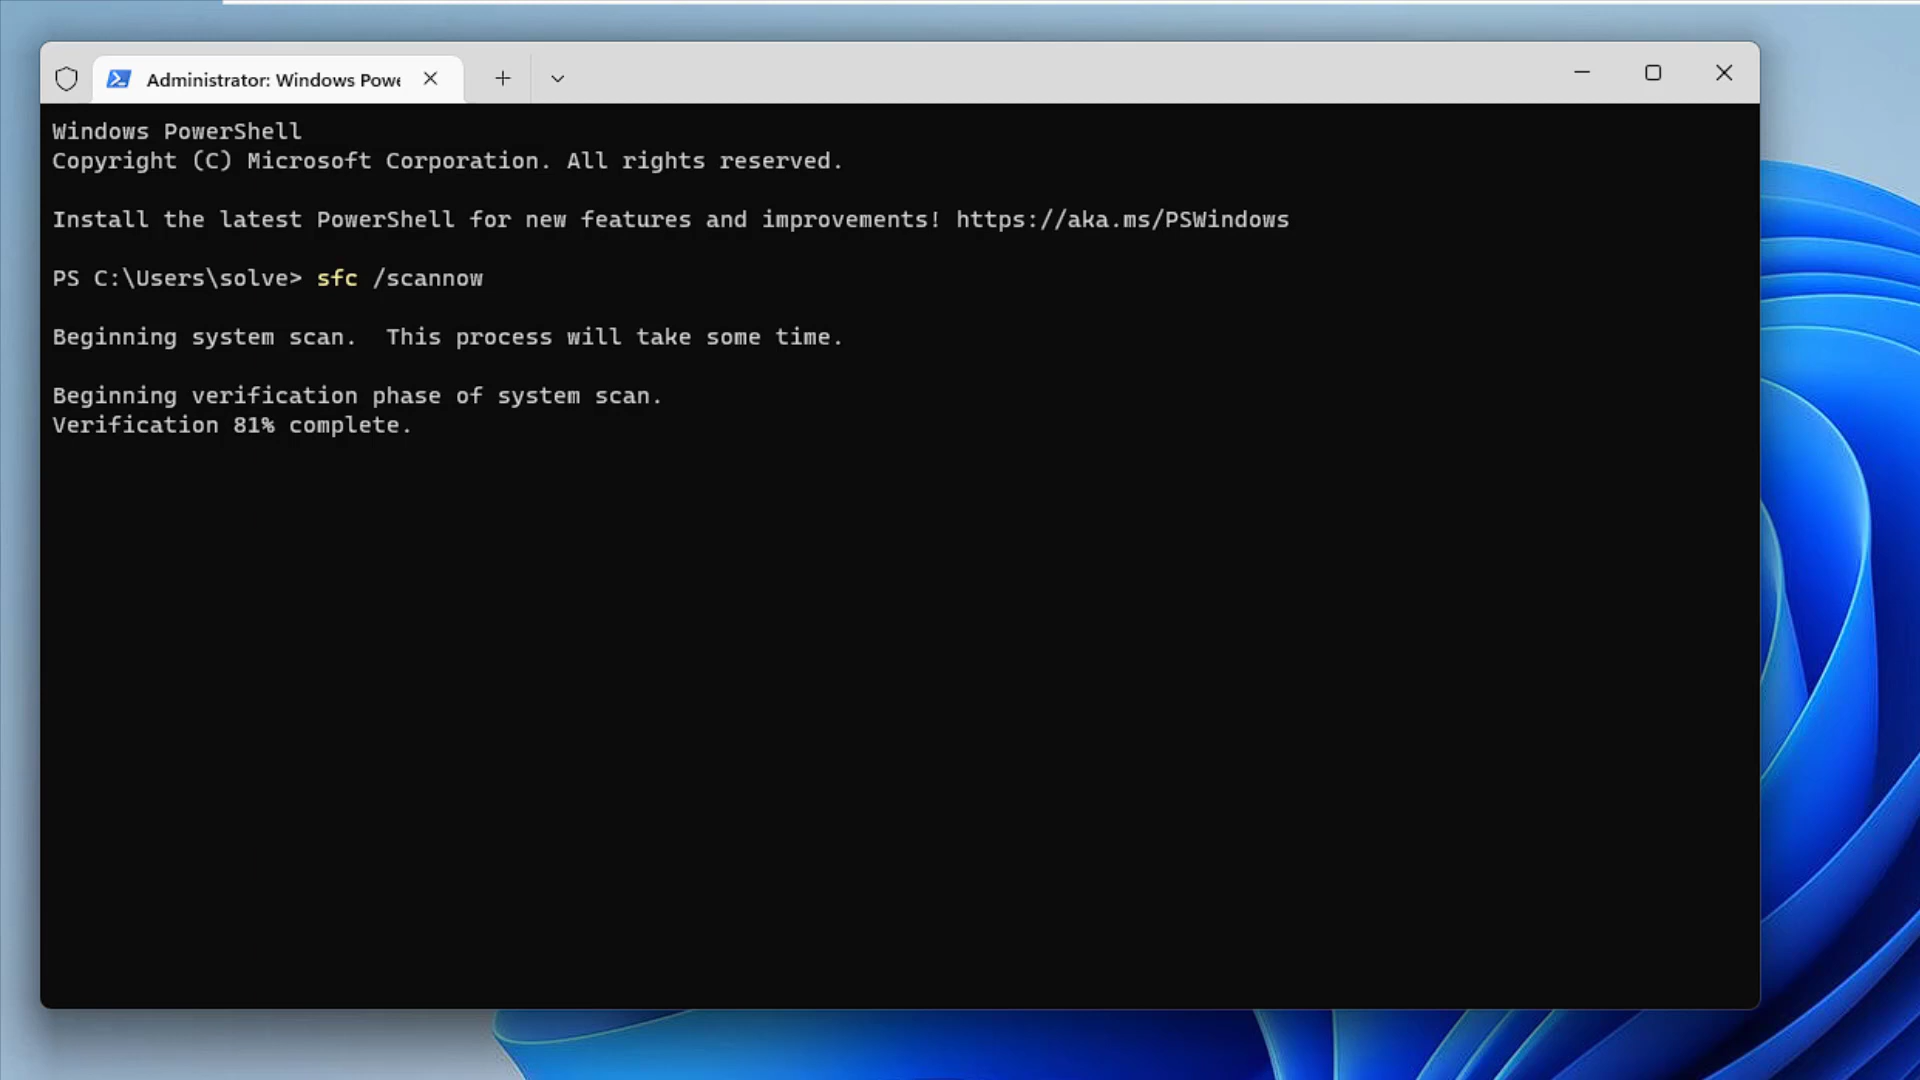 Administrator: Windows Powe
Windows PowerShell
Copyright (C) Microsoft Corporation. All rights reserved.
Install the latest PowerShell for new features and improvements! https://aka.ms/PSWindows
PS C:\Users\solve> sfc /scannow
Beginning system scan.  This process will take some time.
Beginning verification phase of system scan.
Verification 81% complete.